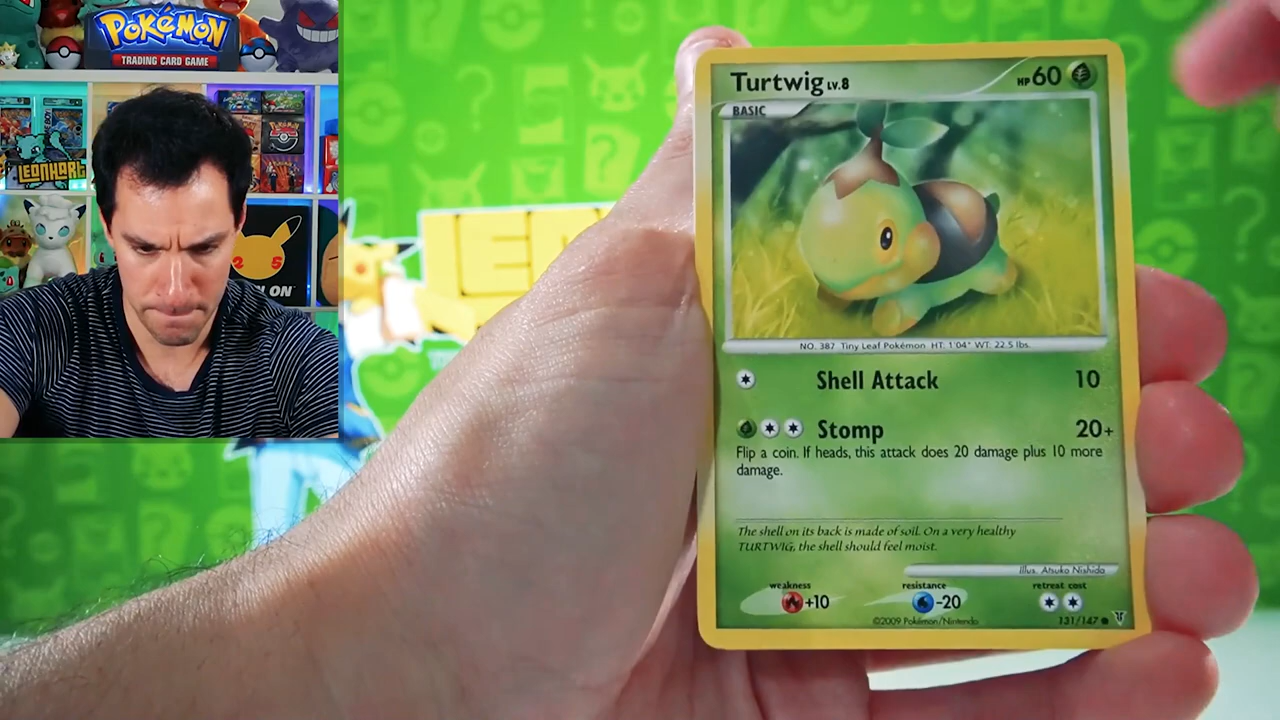 POKÉMON
TRADING CARD GAME
LEONHART
25
ON
Turtwig LV.8
HP 60
BASIC
NO. 387 Tiny Leaf Pokémon HT: 1'04" WT: 22.5 lbs.
Shell Attack 10
Stomp 20+
Flip a coin. If heads, this attack does 20 damage plus 10 more
damage.
The shell on its back is made of soil. On a very healthy
TURTWIG, the shell should feel moist.
Illus. Atsuko Nishida
weakness resistance retreat cost
+10 -20
©2009 Pokémon/Nintendo 131/147